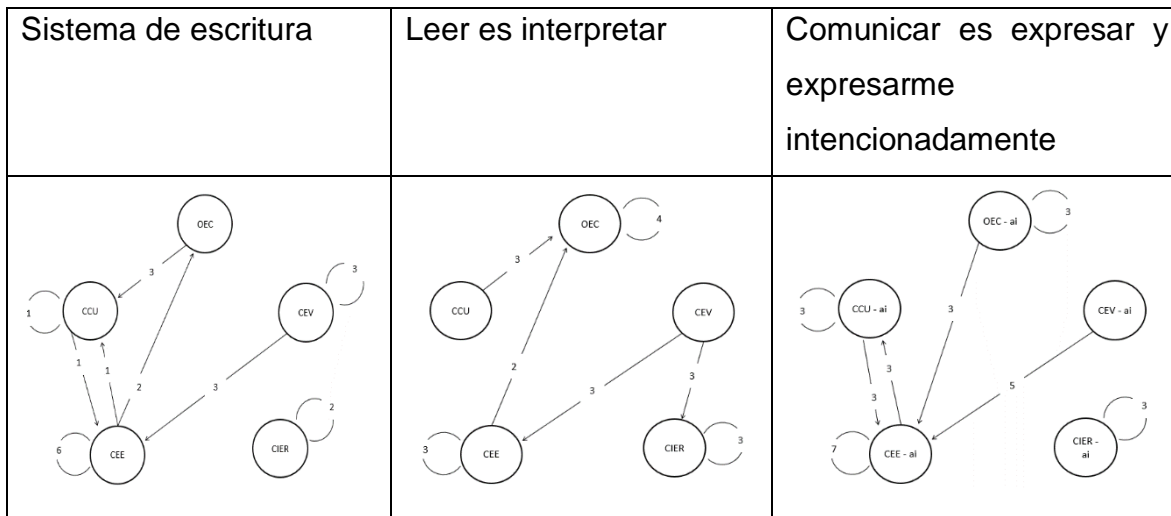 Sistema de escritura
Leer es interpretar
Comunicar es expresar y
expresarme
intencionadamente
OEC
3
3
1
CCU
CEV
1
1
2
3
2
6
CEE
CIER
OEC
4
3
CCU
CEV
2
3
3
3
CEE
CIER
3
OEC - ai
3
3
CCU - ai
CEV - ai
3
3
3
5
3
7
CEE - ai
CIER -
ai